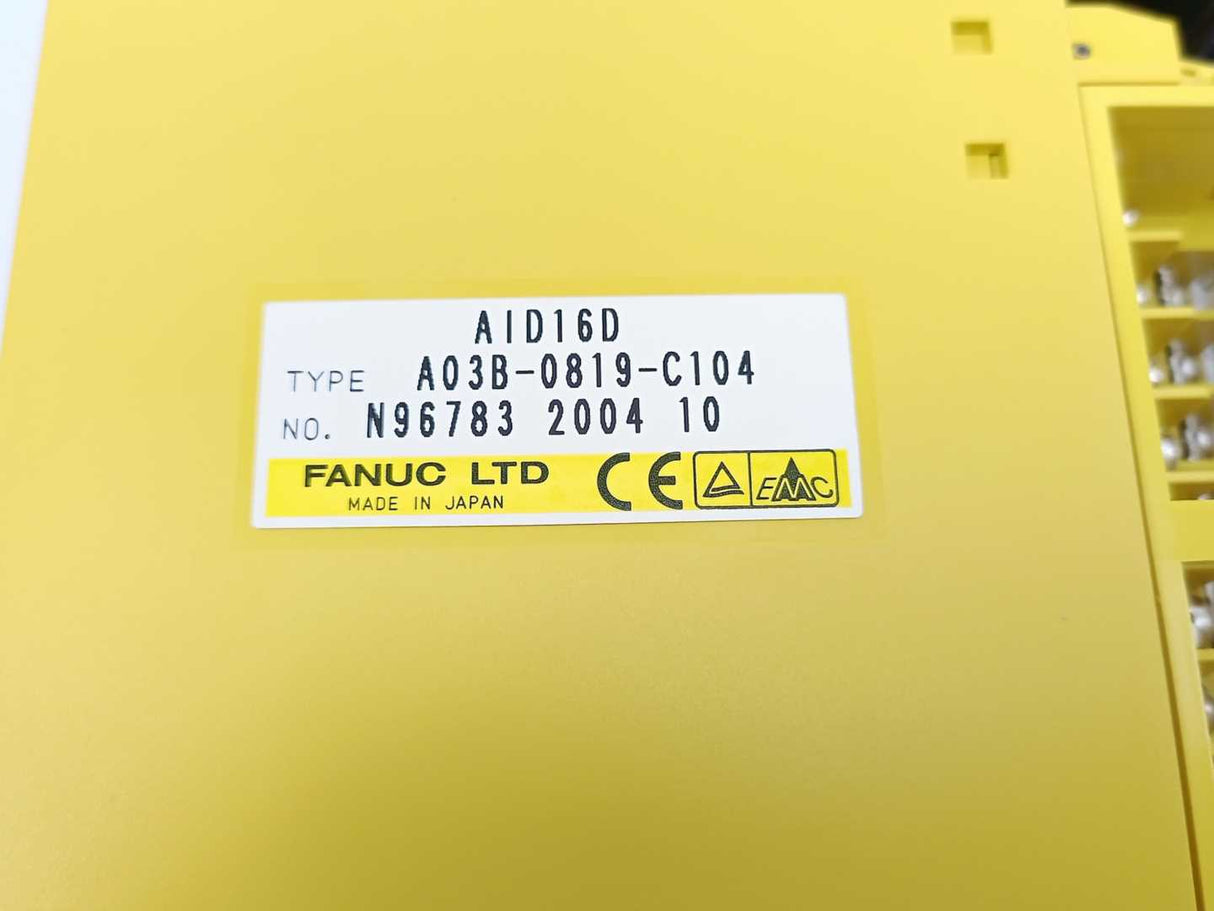 AID16D
TYPE A03B-0819-C104
NO. N96783 2004 10
FANUC LTD CE EMC
MADE IN JAPAN